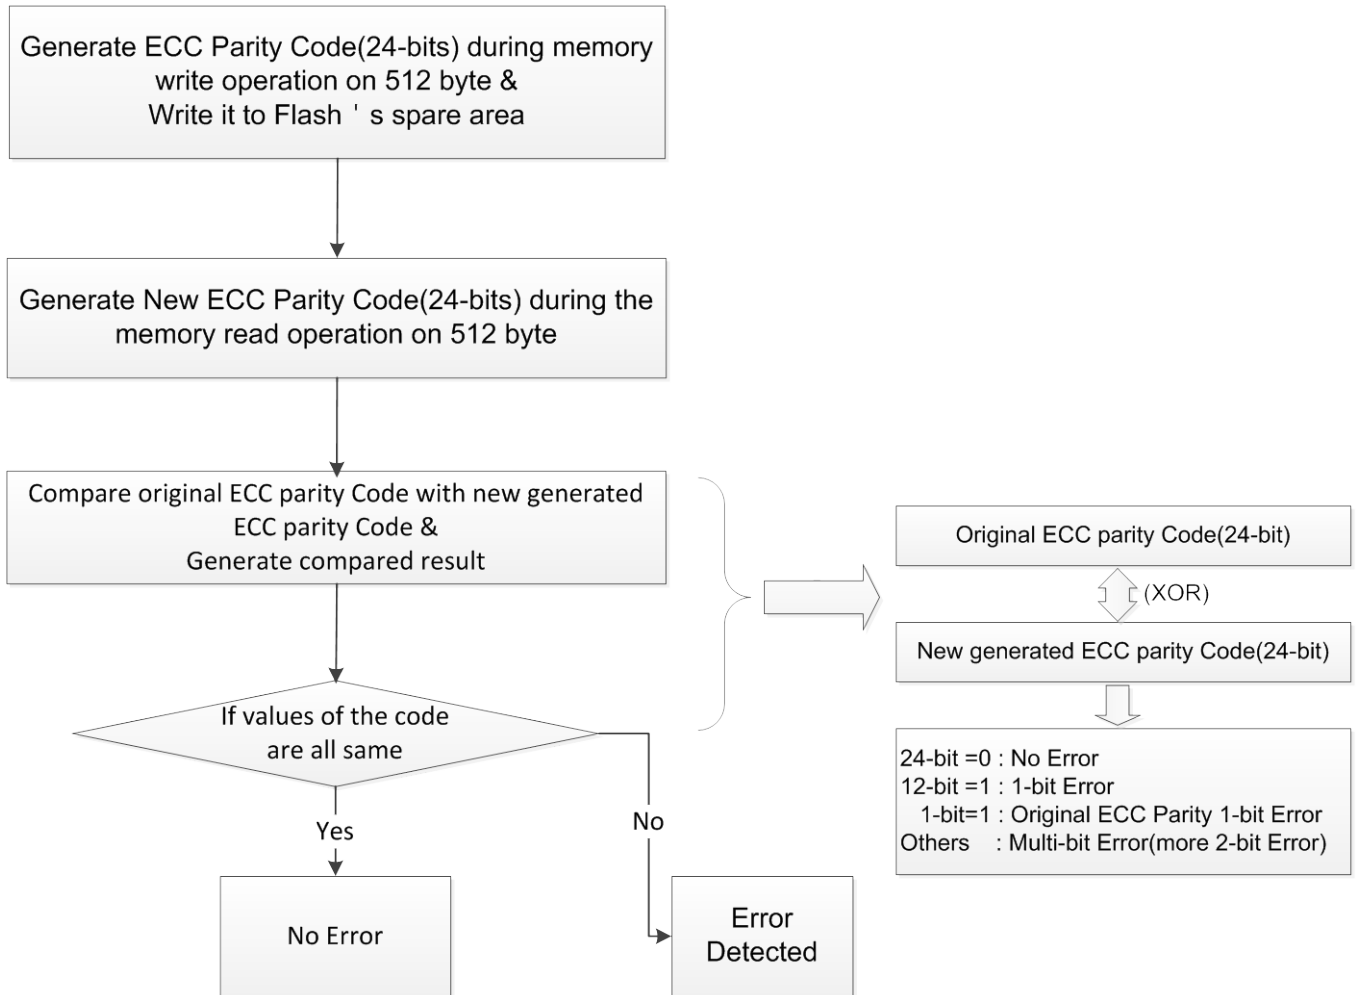 Generate ECC Parity Code(24-bits) during memory
write operation on 512 byte &
Write it to Flash ' s spare area
Generate New ECC Parity Code(24-bits) during the
memory read operation on 512 byte
Compare original ECC parity Code with new generated
ECC parity Code &
Generate compared result
If values of the code
are all same
Yes
No
No Error
Error
Detected
Original ECC parity Code(24-bit)
(XOR)
New generated ECC parity Code(24-bit)
24-bit =0 : No Error
12-bit =1 : 1-bit Error
1-bit=1 : Original ECC Parity 1-bit Error
Others : Multi-bit Error(more 2-bit Error)